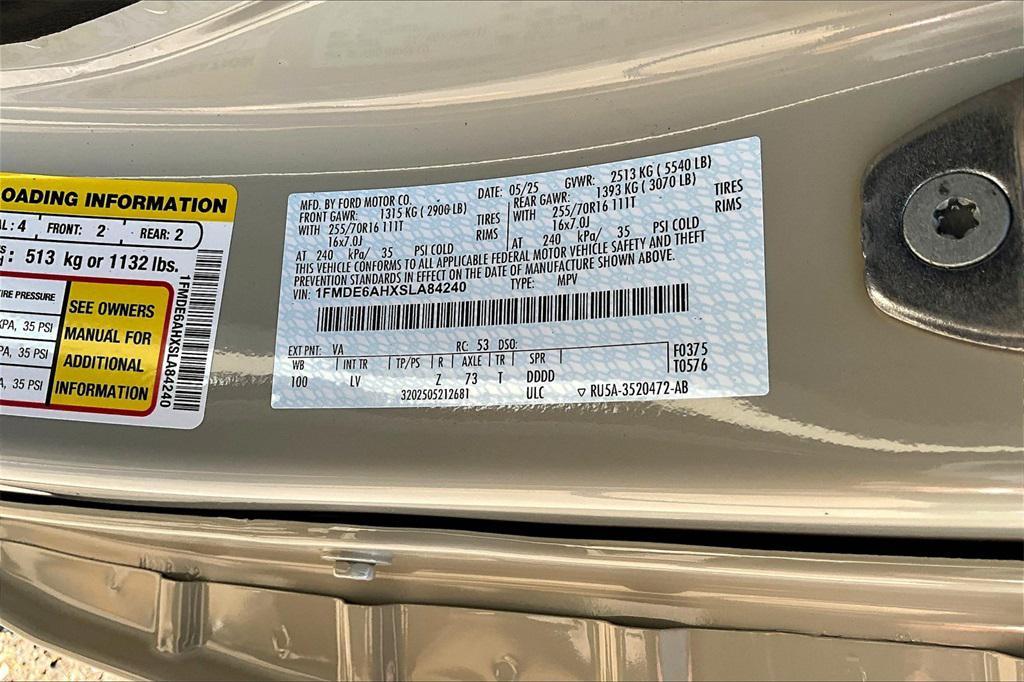 OADING INFORMATION
AL: 4 FRONT: 2 REAR: 2
: 513 kg or 1132 lbs.
IRE PRESSURE
KPA, 35 PSI
PA, 35 PSI
A, 35 PSI
SEE OWNERS
MANUAL FOR
ADDITIONAL
INFORMATION
1FMDE6AHXSLA84240
MFD. BY FORD MOTOR CO. DATE: 05/25 GVWR: 2513 KG ( 5540 LB)
FRONT GAWR: 1315 KG ( 2900 LB) REAR GAWR: 1393 KG ( 3070 LB)
WITH 255/70R16 111T TIRES WITH 255/70R16 111T TIRES
16x7.0J RIMS 16x7.0J RIMS
AT 240 kPa/ 35 PSI COLD AT 240 kPa/ 35 PSI COLD
THIS VEHICLE CONFORMS TO ALL APPLICABLE FEDERAL MOTOR VEHICLE SAFETY AND THEFT
PREVENTION STANDARDS IN EFFECT ON THE DATE OF MANUFACTURE SHOWN ABOVE.
VIN: 1FMDE6AHXSLA84240 TYPE: MPV
EXT PNT: VA RC: 53 DSO: F0375
WB INT TR TP/PS R AXLE TR SPR T0576
100 LV Z 73 T DDDD
3202505212681 ULC ▽ RU5A-3520472-AB